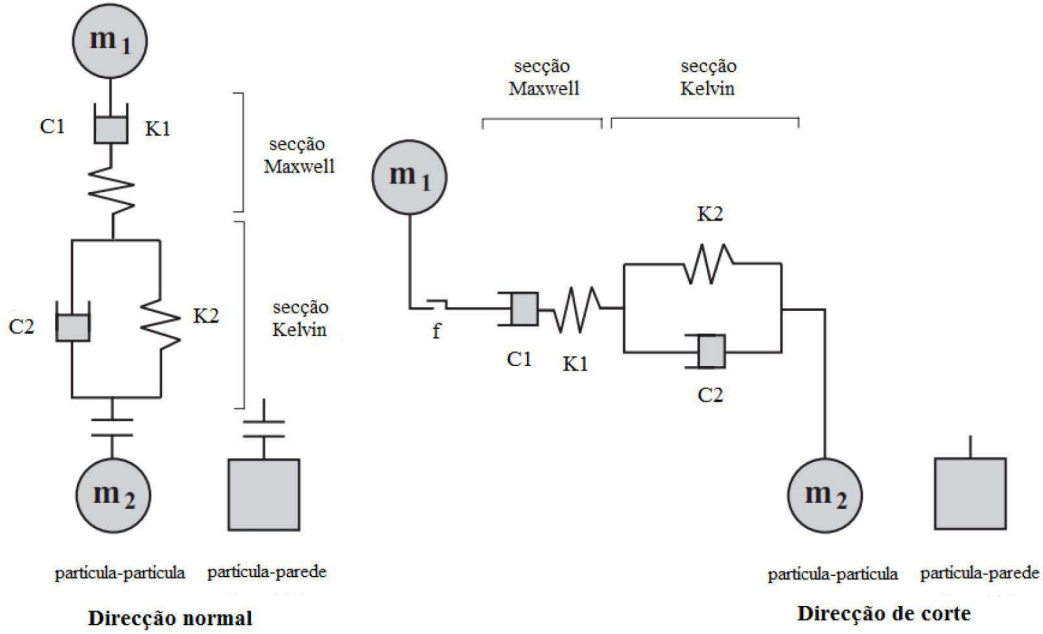 m1
C1
K1
secção
Maxwell
C2
K2
secção
Kelvin
m2
partícula-partícula
partícula-parede
Direcção normal
secção
Maxwell
secção
Kelvin
m1
K2
f
C1
K1
C2
m2
partícula-partícula
partícula-parede
Direcção de corte